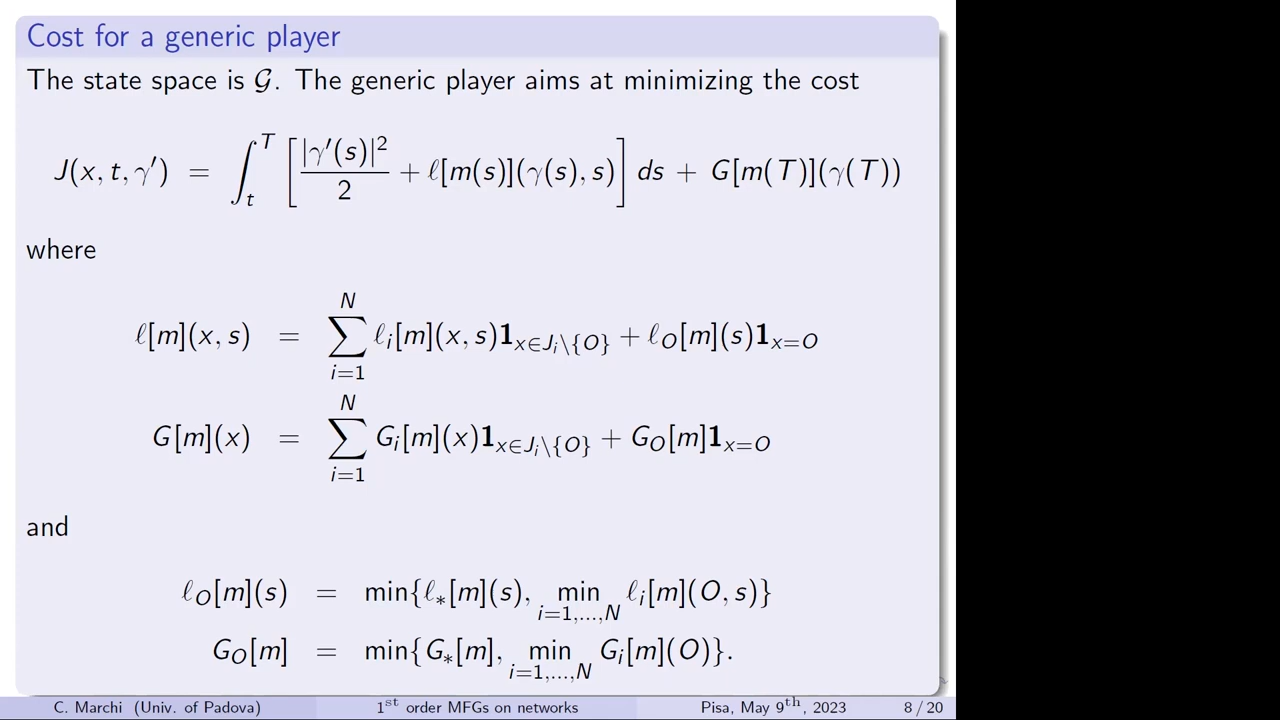 Cost for a generic player
The state space is 𝒢. The generic player aims at minimizing the cost
J(x, t, γ′) = ∫_t^T [ |γ′(s)|²/2 + ℓ[m(s)](γ(s), s) ] ds + G[m(T)](γ(T))
where
ℓ[m](x, s) = ∑_{i=1}^N ℓ_i[m](x, s)𝟏_{x∈J_i\{O}} + ℓ_O[m](s)𝟏_{x=O}
G[m](x) = ∑_{i=1}^N G_i[m](x)𝟏_{x∈J_i\{O}} + G_O[m]𝟏_{x=O}
and
ℓ_O[m](s) = min{ℓ_*[m](s), min_{i=1,...,N} ℓ_i[m](O, s)}
G_O[m] = min{G_*[m], min_{i=1,...,N} G_i[m](O)}.
C. Marchi (Univ. of Padova) 1st order MFGs on networks Pisa, May 9th, 2023 8 / 20